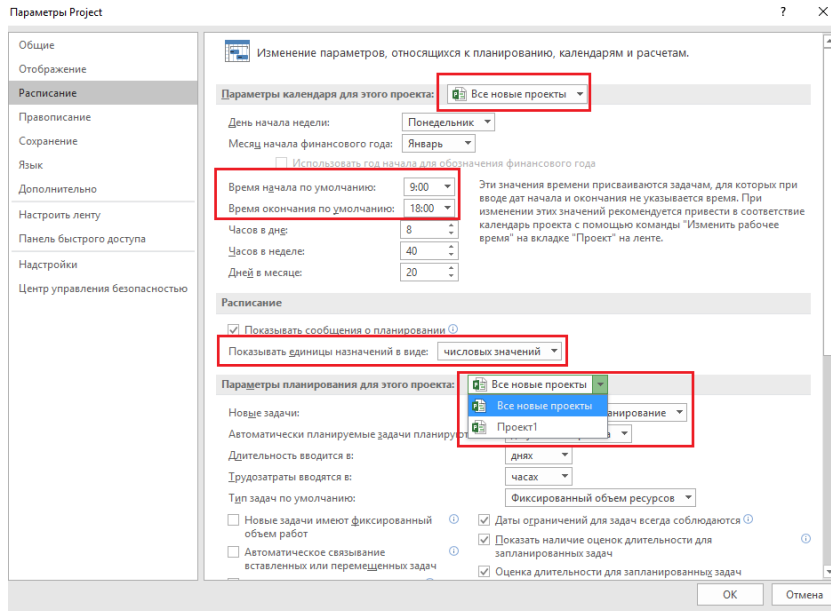 Параметры Project
? ×
Общие
Отображение
Расписание
Правописание
Сохранение
Язык
Дополнительно
Настроить ленту
Панель быстрого доступа
Надстройки
Центр управления безопасностью
Изменение параметров, относящихся к планированию, календарям и расчетам.
Параметры календаря для этого проекта: Все новые проекты
День начала недели: Понедельник
Месяц начала финансового года: Январь
Использовать год начала для обозначения финансового года
Время начала по умолчанию: 9:00
Время окончания по умолчанию: 18:00
Часов в дне: 8
Часов в неделе: 40
Дней в месяце: 20
Эти значения времени присваиваются задачам, для которых при
вводе дат начала и окончания не указывается время. При
изменении этих значений рекомендуется привести в соответствие
календарь проекта с помощью команды "Изменить рабочее
время" на вкладке "Проект" на ленте.
Расписание
Показывать сообщения о планировании
Показывать единицы назначений в виде: числовых значений
Параметры планирования для этого проекта: Все новые проекты
Все новые проекты
Проект1
Новые задачи: анирование
Автоматически планируемые задачи планируют
Длительность вводится в: днях
Трудозатраты вводятся в: часах
Тип задач по умолчанию: Фиксированный объем ресурсов
Новые задачи имеют фиксированный
объем работ
Автоматическое связывание
вставленных или перемещенных задач
Даты ограничений для задач всегда соблюдаются
Показать наличие оценок длительности для
запланированных задач
Оценка длительности для запланированных задач
ОК
Отмена